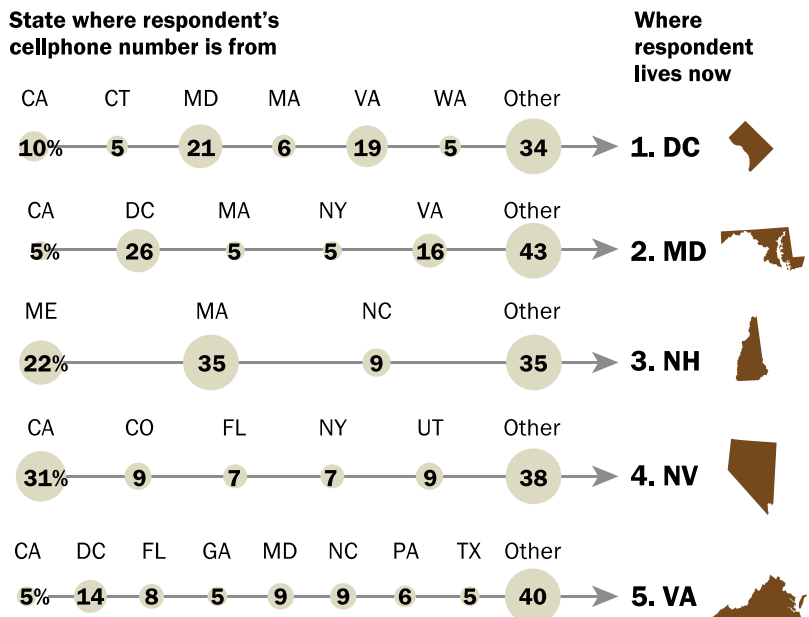 State where respondent's
cellphone number is from
Where
respondent
lives now
CA CT MD MA VA WA Other
10% 5 21 6 19 5 34 1. DC
CA DC MA NY VA Other
5% 26 5 5 16 43 2. MD
ME MA NC Other
22% 35 9 35 3. NH
CA CO FL NY UT Other
31% 9 7 7 9 38 4. NV
CA DC FL GA MD NC PA TX Other
5% 14 8 5 9 9 6 5 40 5. VA